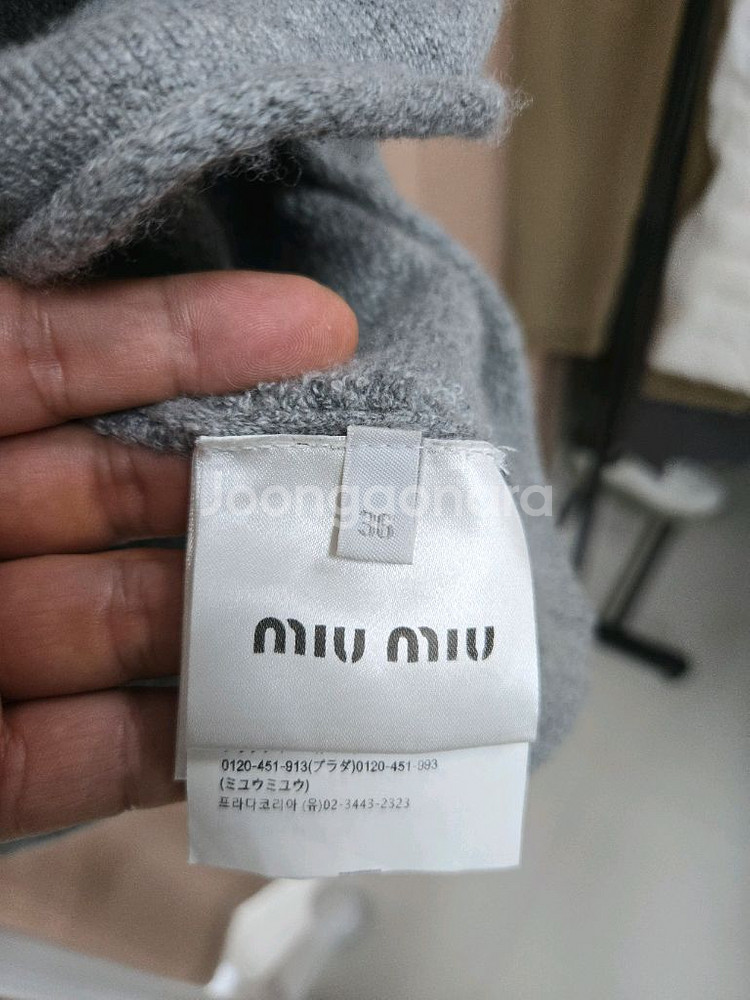 Joonggonara
36
miu miu
0120-451-913(プラダ)0120-451-993
(ミュウミュウ)
프라다코리아 (유)02-3443-2323